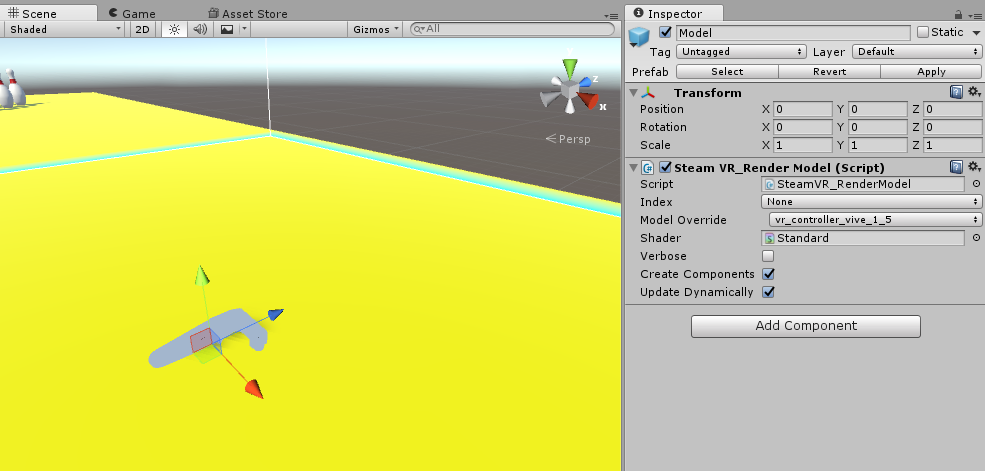 Scene Game Asset Store
Shaded 2D Gizmos All
y
z
x
Persp
Inspector
Model Static
Tag Untagged Layer Default
Prefab Select Revert Apply
Transform
Position X 0 Y 0 Z 0
Rotation X 0 Y 0 Z 0
Scale X 1 Y 1 Z 1
Steam VR_Render Model (Script)
Script SteamVR_RenderModel
Index None
Model Override vr_controller_vive_1_5
Shader Standard
Verbose
Create Components
Update Dynamically
Add Component